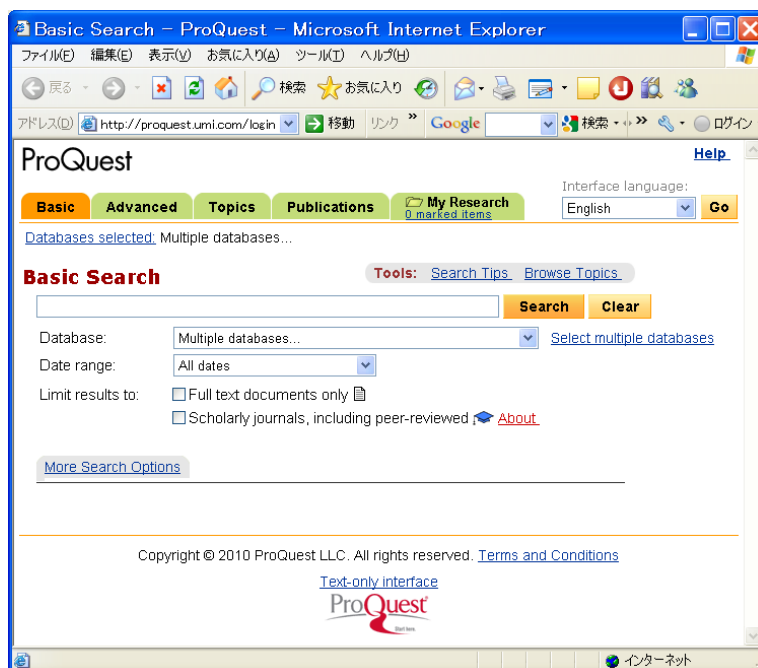 Basic Search - ProQuest - Microsoft Internet Explorer
ファイル(F) 編集(E) 表示(V) お気に入り(A) ツール(T) ヘルプ(H)
戻る 検索 お気に入り
アドレス(D) http://proquest.umi.com/login 移動 リンク » Google 検索 » ログイン
ProQuest Help
Interface language:
Basic Advanced Topics Publications My Research English Go
0 marked items
Databases selected: Multiple databases...
Basic Search Tools: Search Tips Browse Topics
Search Clear
Database: Multiple databases... Select multiple databases
Date range: All dates
Limit results to: Full text documents only
Scholarly journals, including peer-reviewed About
More Search Options
Copyright © 2010 ProQuest LLC. All rights reserved. Terms and Conditions
Text-only interface
ProQuest
Start here.
インターネット